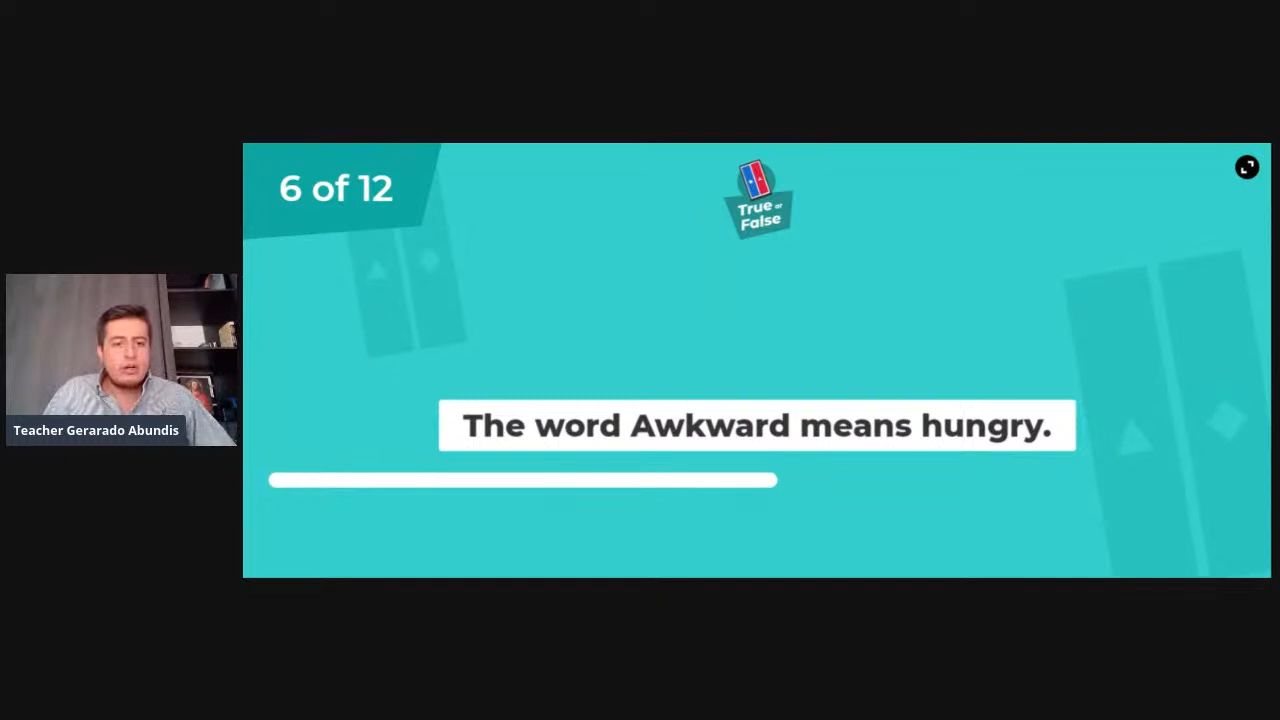 6 of 12
True or
False
The word Awkward means hungry.
Teacher Gerarado Abundis